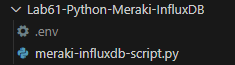 Lab61-Python-Meraki-InfluxDB
.env
meraki-influxdb-script.py